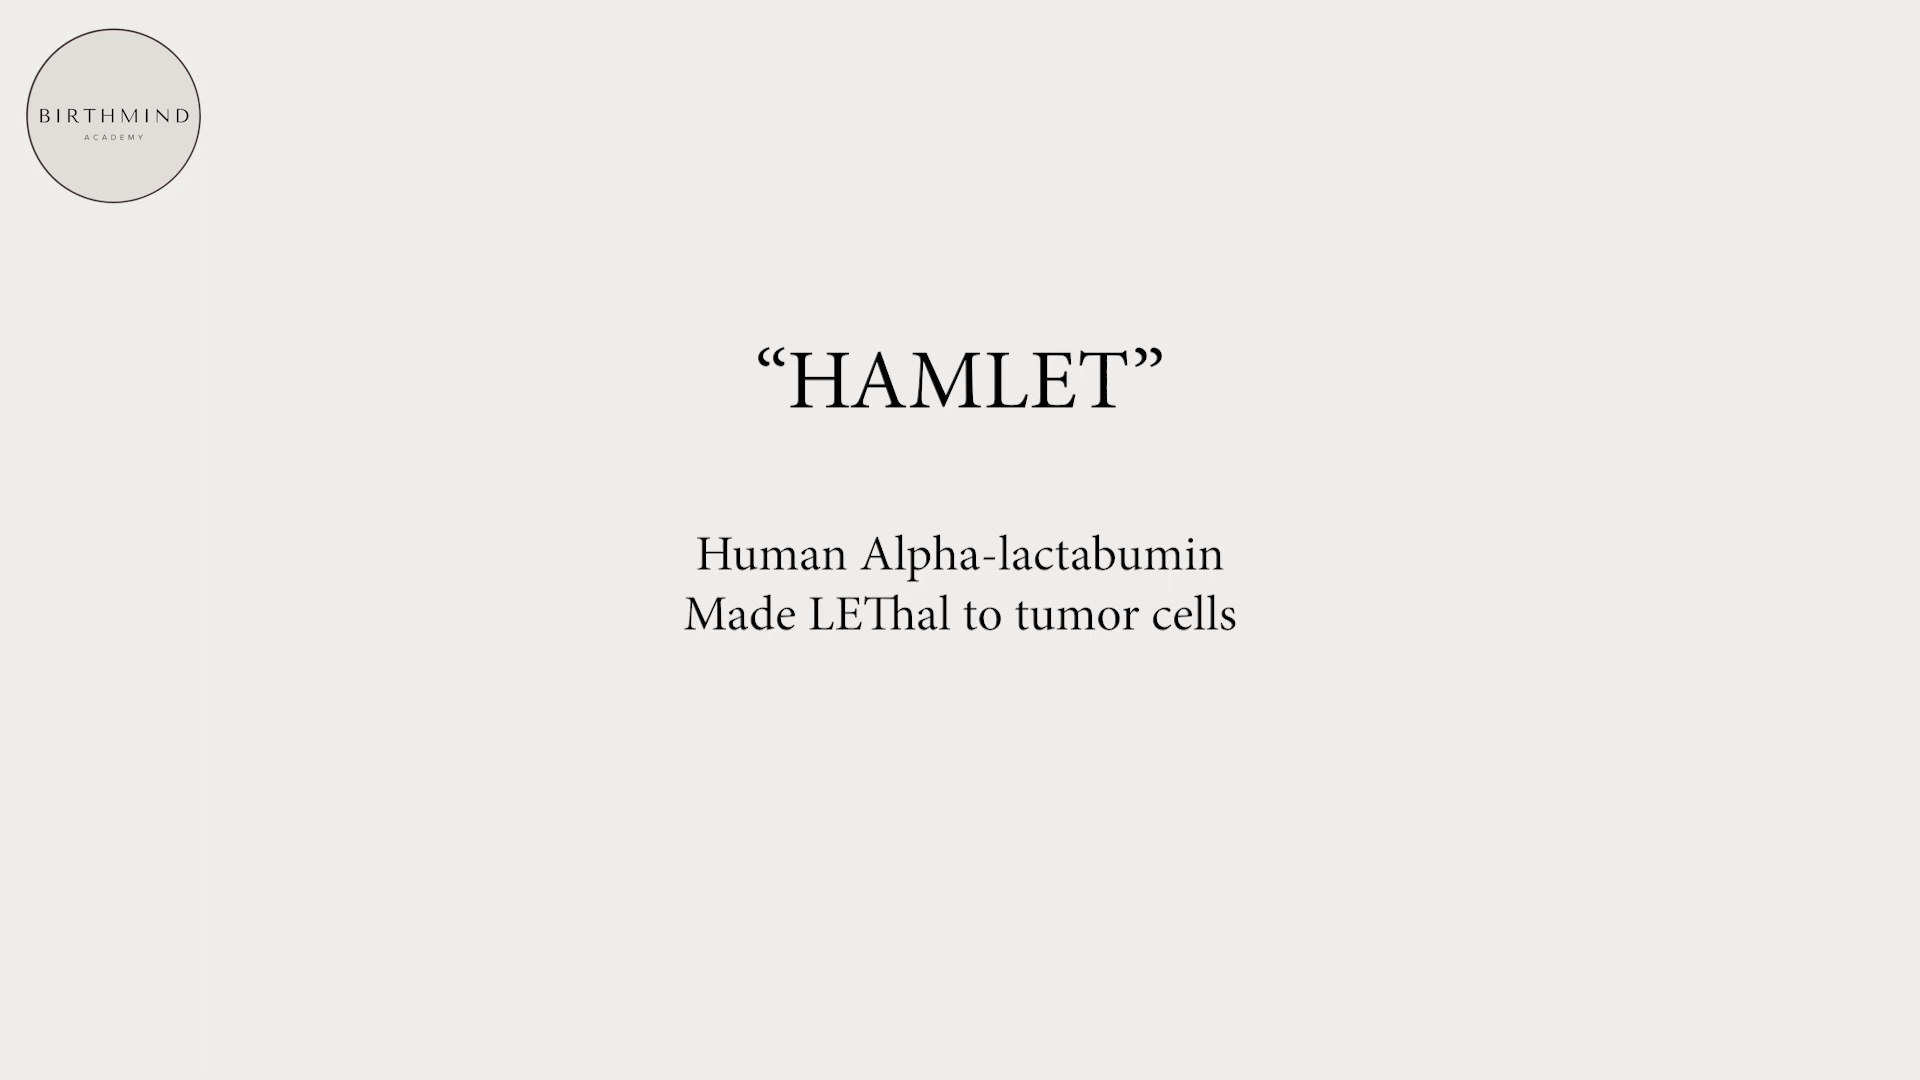 BIRTHMIND
ACADEMY
“HAMLET”
Human Alpha-lactabumin
Made LEThal to tumor cells